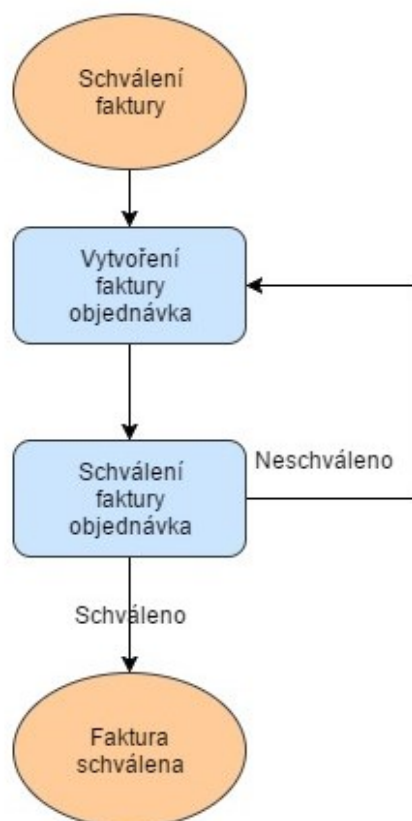 Schválení
faktury
Vytvoření
faktury
objednávka
Schválení
faktury
objednávka
Neschváleno
Schváleno
Faktura
schválena